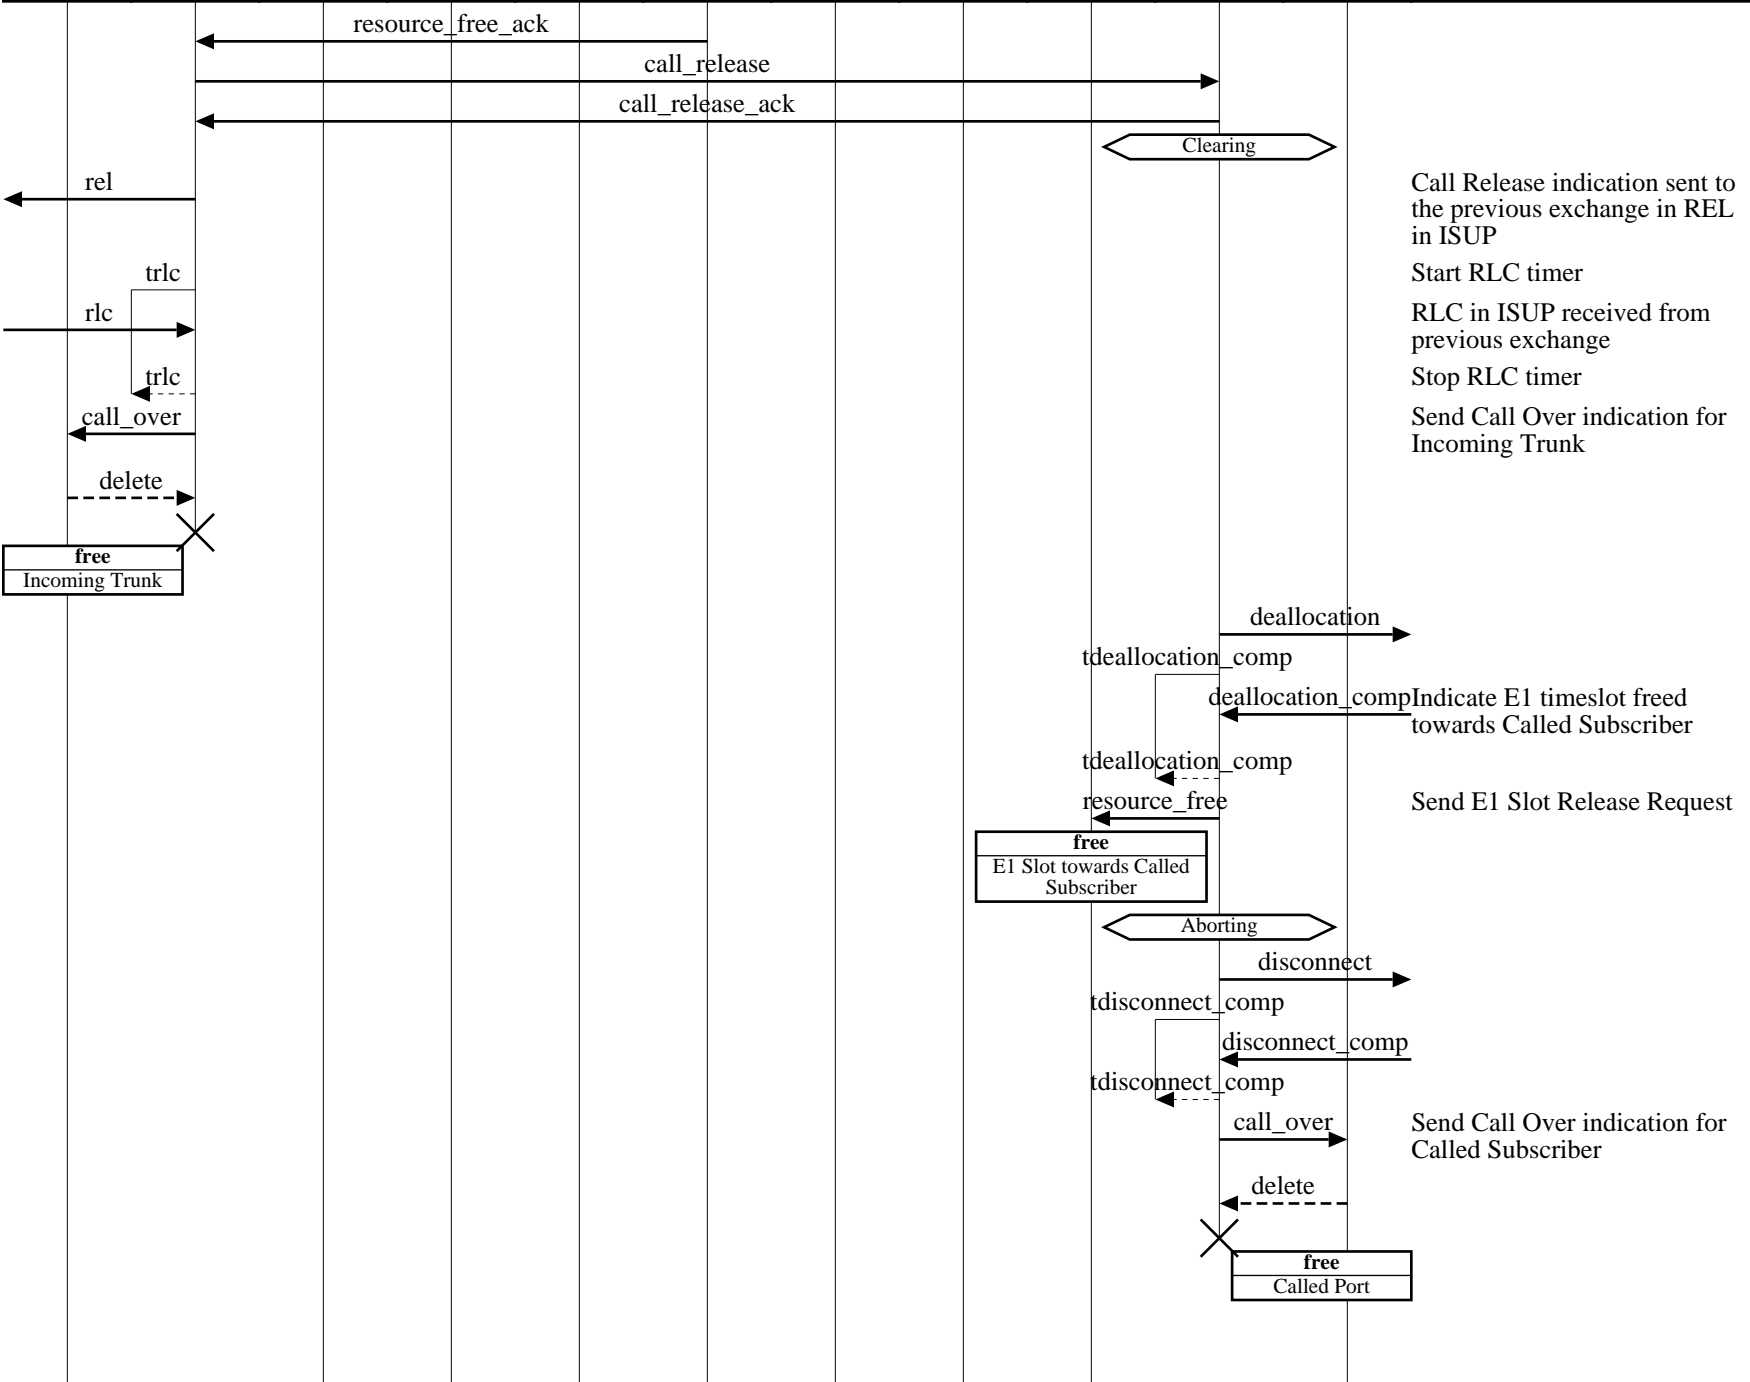 resource_free_ack
call_release
call_release_ack
Clearing
rel
Call Release indication sent to
the previous exchange in REL
in ISUP
trlc
Start RLC timer
rlc
RLC in ISUP received from
previous exchange
trlc
Stop RLC timer
call_over
Send Call Over indication for
Incoming Trunk
delete
free
Incoming Trunk
deallocation
tdeallocation_comp
deallocation_comp
Indicate E1 timeslot freed
towards Called Subscriber
tdeallocation_comp
resource_free
Send E1 Slot Release Request
free
E1 Slot towards Called
Subscriber
Aborting
disconnect
tdisconnect_comp
disconnect_comp
tdisconnect_comp
call_over
Send Call Over indication for
Called Subscriber
delete
free
Called Port